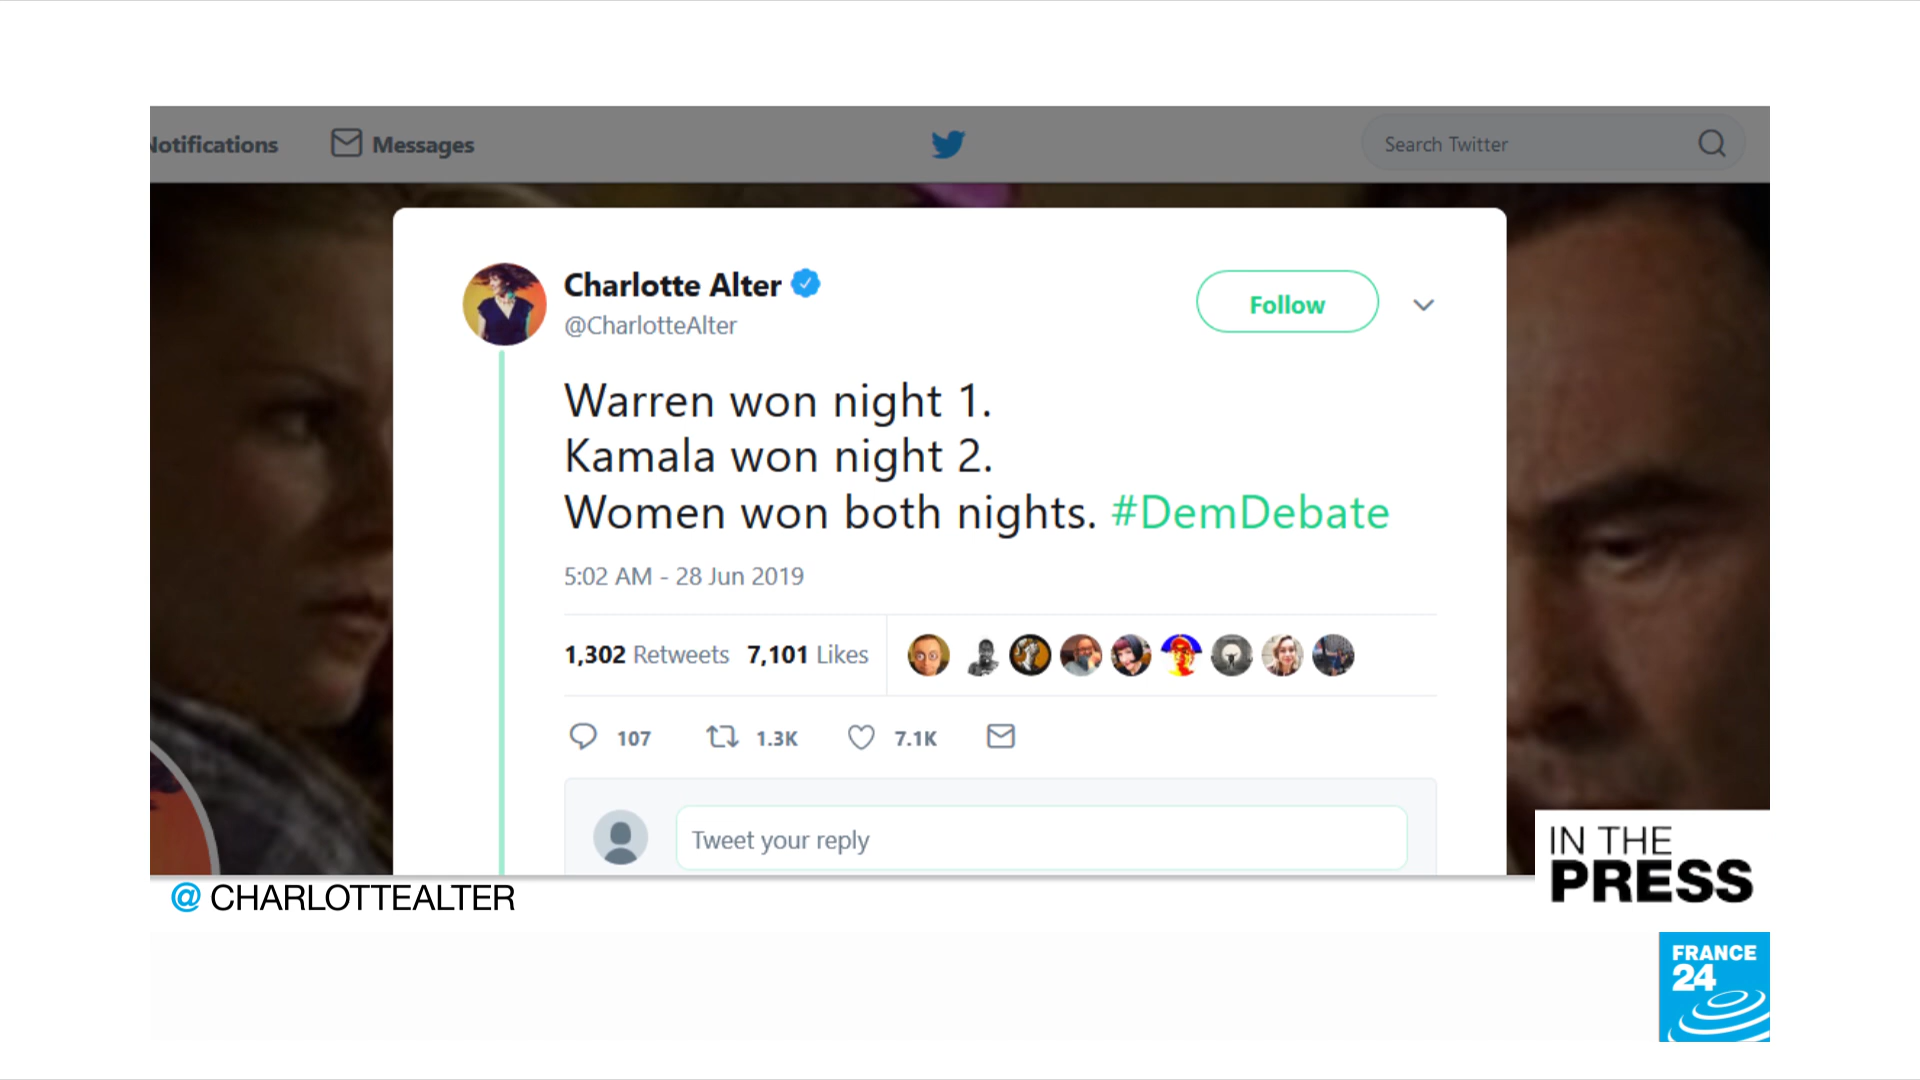 Notifications
Messages
Search Twitter
Charlotte Alter
@CharlotteAlter
Follow
Warren won night 1.
Kamala won night 2.
Women won both nights. #DemDebate
5:02 AM - 28 Jun 2019
1,302 Retweets 7,101 Likes
107 1.3K 7.1K
Tweet your reply
@ CHARLOTTEALTER
IN THE
PRESS
FRANCE
24